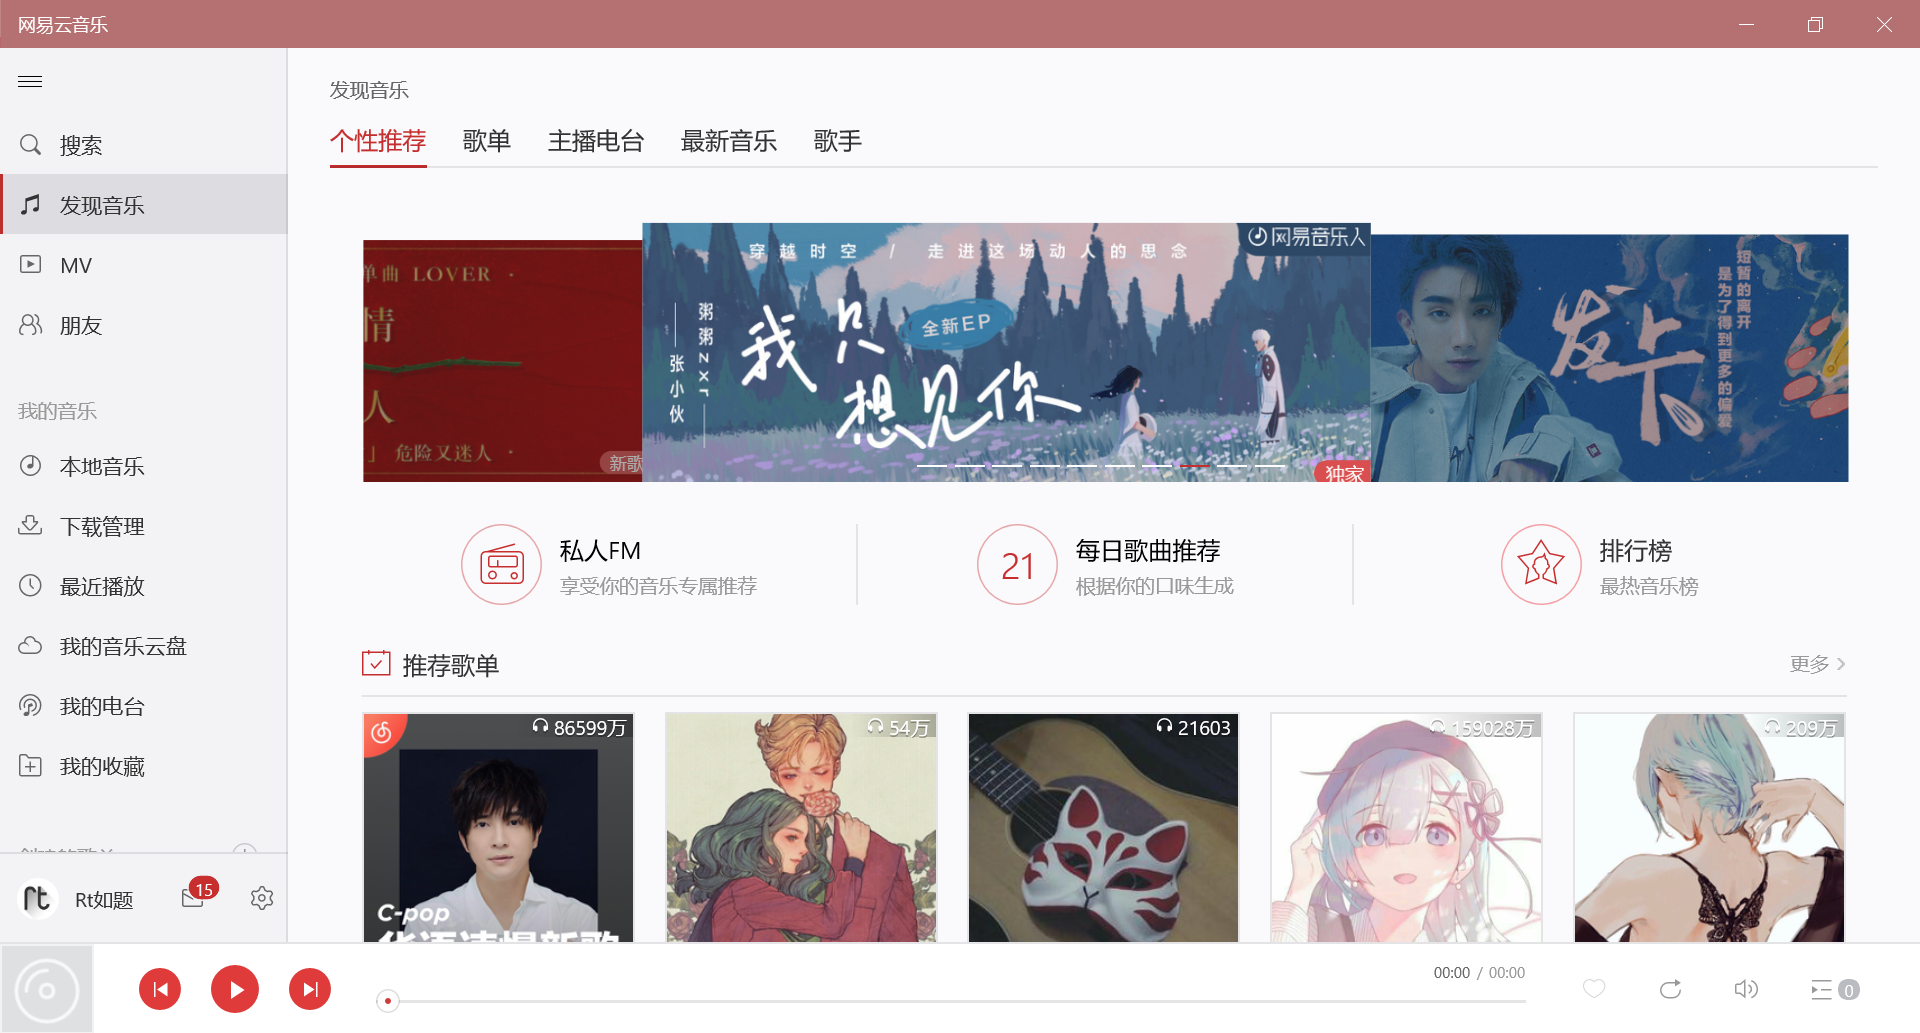 网易云音乐
搜索
发现音乐
MV
朋友
我的音乐
本地音乐
下载管理
最近播放
我的音乐云盘
我的电台
我的收藏
Rt
Rt如题
15
发现音乐
个性推荐
歌单
主播电台
最新音乐
歌手
单曲 LOVER ·
情
人
」危险又迷人 ·
新歌
穿越时空 / 走进这场动人的思念
网易音乐人
粥粥zxr
张小伙
我只
想见你
全新EP
独家
短暂的离开
是为了得到更多的偏爱
发卡
私人FM
享受你的音乐专属推荐
21
每日歌曲推荐
根据你的口味生成
排行榜
最热音乐榜
推荐歌单
更多
86599万
54万
21603
159028万
209万
C-pop
华语速爆新歌
00:00 / 00:00
0